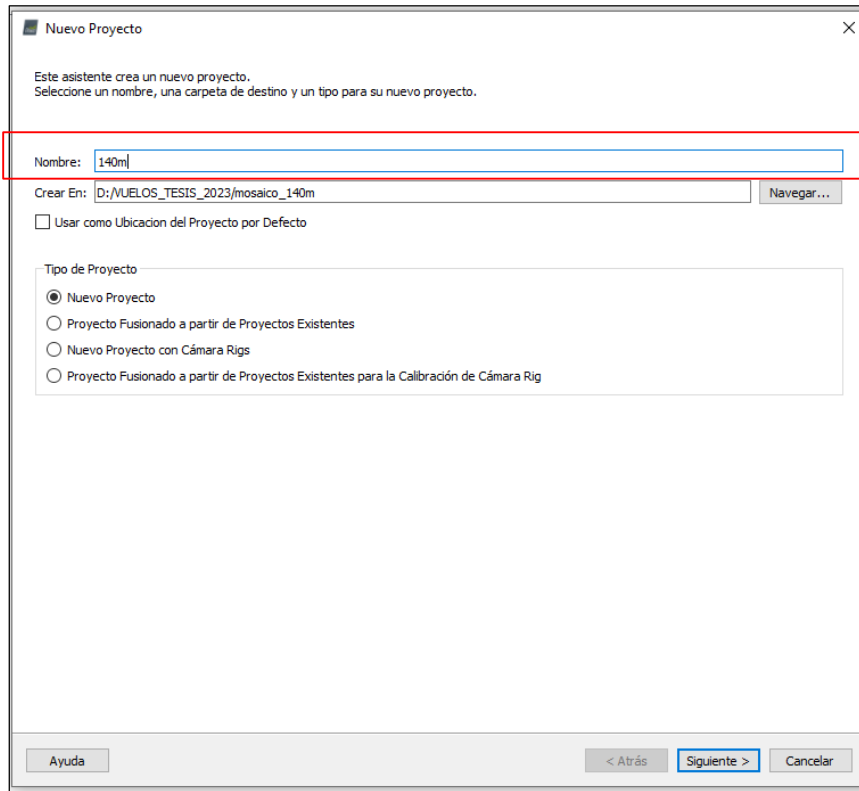 Nuevo Proyecto
Este asistente crea un nuevo proyecto.
Seleccione un nombre, una carpeta de destino y un tipo para su nuevo proyecto.
Nombre: 140m
Crear En: D:/VUELOS_TESIS_2023/mosaico_140m Navegar...
Usar como Ubicacion del Proyecto por Defecto
Tipo de Proyecto
Nuevo Proyecto
Proyecto Fusionado a partir de Proyectos Existentes
Nuevo Proyecto con Cámara Rigs
Proyecto Fusionado a partir de Proyectos Existentes para la Calibración de Cámara Rig
Ayuda < Atrás Siguiente > Cancelar